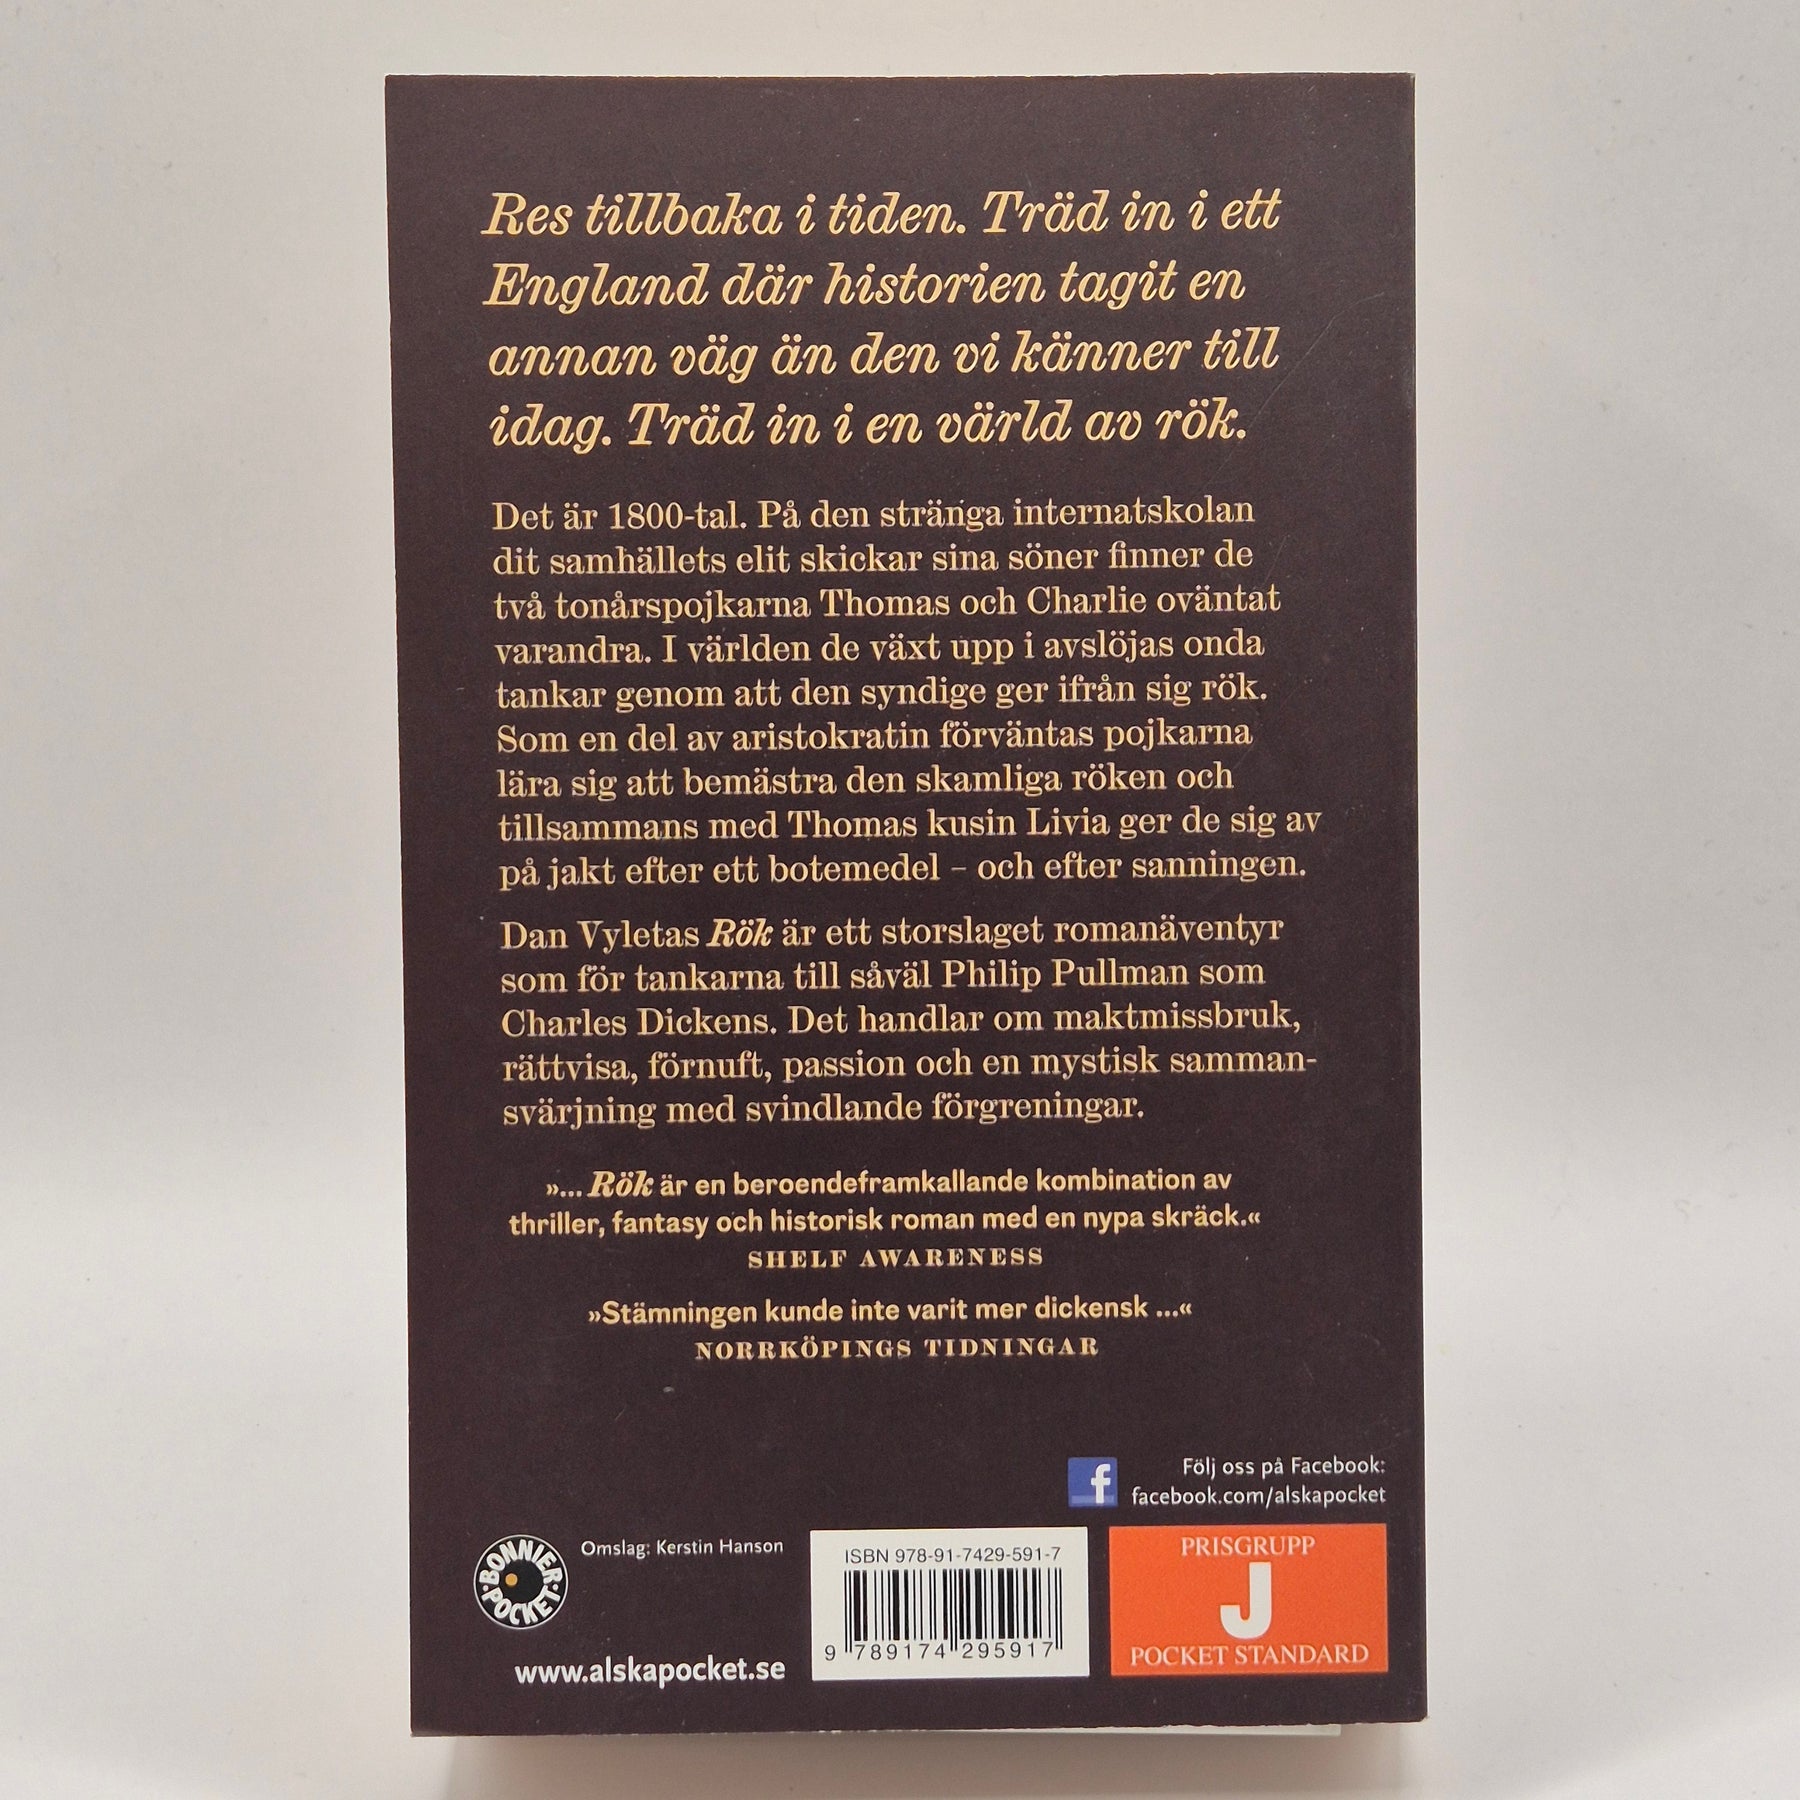 Res tillbaka i tiden. Träd in i ett
England där historien tagit en
annan väg än den vi känner till
idag. Träd in i en värld av rök.
Det är 1800-tal. På den stränga internatskolan
dit samhällets elit skickar sina söner finner de
två tonårspojkarna Thomas och Charlie oväntat
varandra. I världen de växt upp i avslöjas onda
tankar genom att den syndige ger ifrån sig rök.
Som en del av aristokratin förväntas pojkarna
lära sig att bemästra den skamliga röken och
tillsammans med Thomas kusin Livia ger de sig av
på jakt efter ett botemedel – och efter sanningen.
Dan Vyletas Rök är ett storslaget romanäventyr
som för tankarna till såväl Philip Pullman som
Charles Dickens. Det handlar om maktmissbruk,
rättvisa, förnuft, passion och en mystisk samman-
svärjning med svindlande förgreningar.
»... Rök är en beroendeframkallande kombination av
thriller, fantasy och historisk roman med en nypa skräck.«
SHELF AWARENESS
»Stämningen kunde inte varit mer dickensk ...«
NORRKÖPINGS TIDNINGAR
f
Följ oss på Facebook:
facebook.com/alskapocket
BONNIER POCKET
Omslag: Kerstin Hanson
www.alskapocket.se
ISBN 978-91-7429-591-7
9 789174 295917
PRISGRUPP
J
POCKET STANDARD